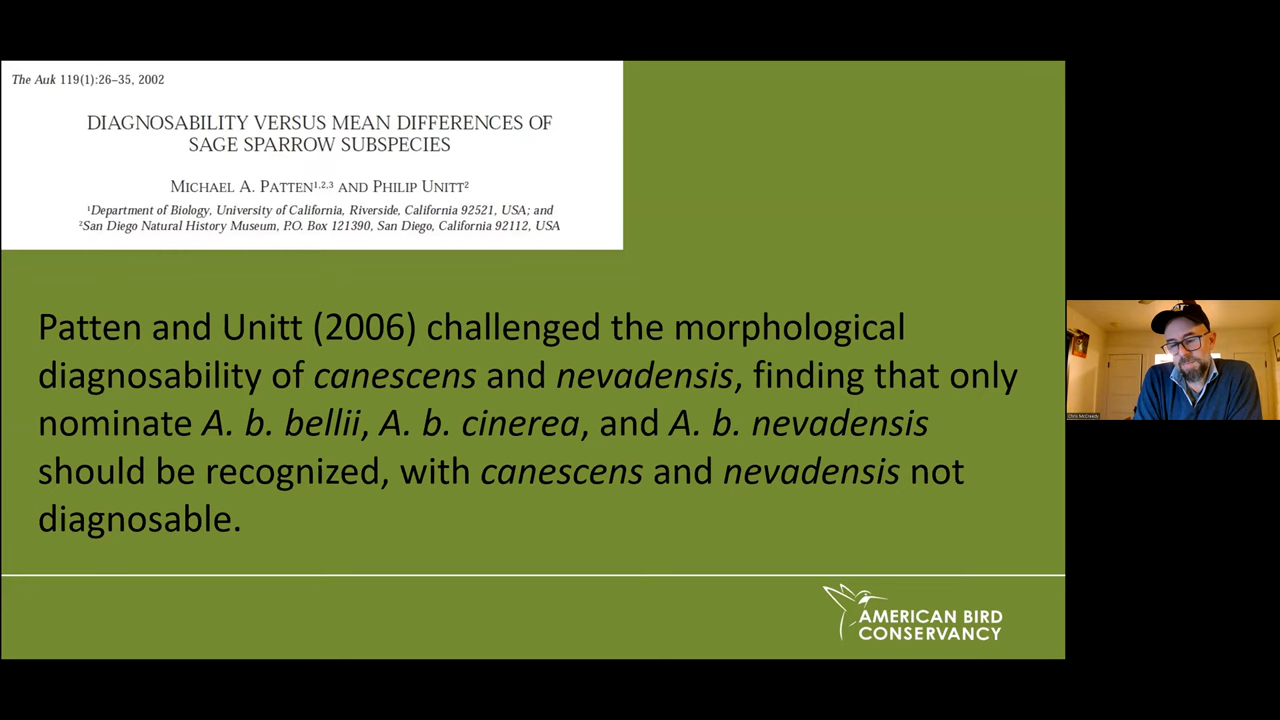 The Auk 119(1):26–35, 2002
DIAGNOSABILITY VERSUS MEAN DIFFERENCES OF
SAGE SPARROW SUBSPECIES
MICHAEL A. PATTEN¹,²,³ AND PHILIP UNITT²
¹Department of Biology, University of California, Riverside, California 92521, USA; and
²San Diego Natural History Museum, P.O. Box 121390, San Diego, California 92112, USA
Patten and Unitt (2006) challenged the morphological
diagnosability of canescens and nevadensis, finding that only
nominate A. b. bellii, A. b. cinerea, and A. b. nevadensis
should be recognized, with canescens and nevadensis not
diagnosable.
AMERICAN BIRD
CONSERVANCY
Chris McCreedy